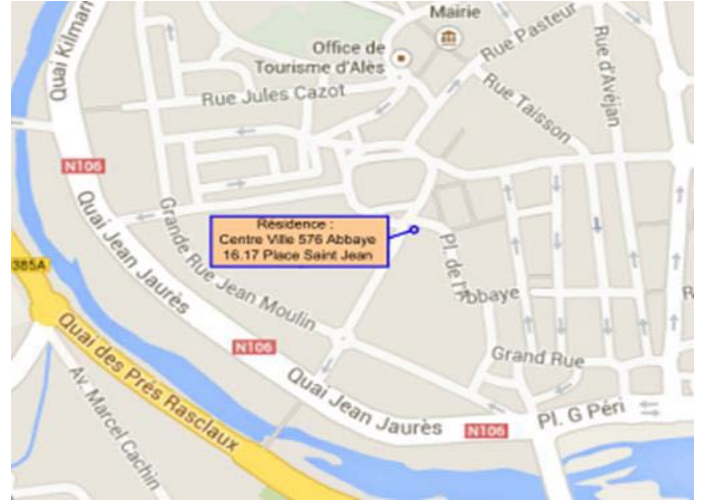 Mairie
Quai Kilmar
Office de
Tourisme d'Alès
Rue Pasteur
Rue d'Avéjan
Rue Jules Cazot
Rue Taisson
N106
Résidence :
Centre Ville 576 Abbaye
16.17 Place Saint Jean
Quai Jean Jaurès
Grande Rue Jean Moulin
Pl. de l'Abbaye
R
385A
Quai des Prés Rasclaux
N106
Grand Rue
Av. Marcel Cachin
Quai Jean Jaurès
N106
Pl. G Péri